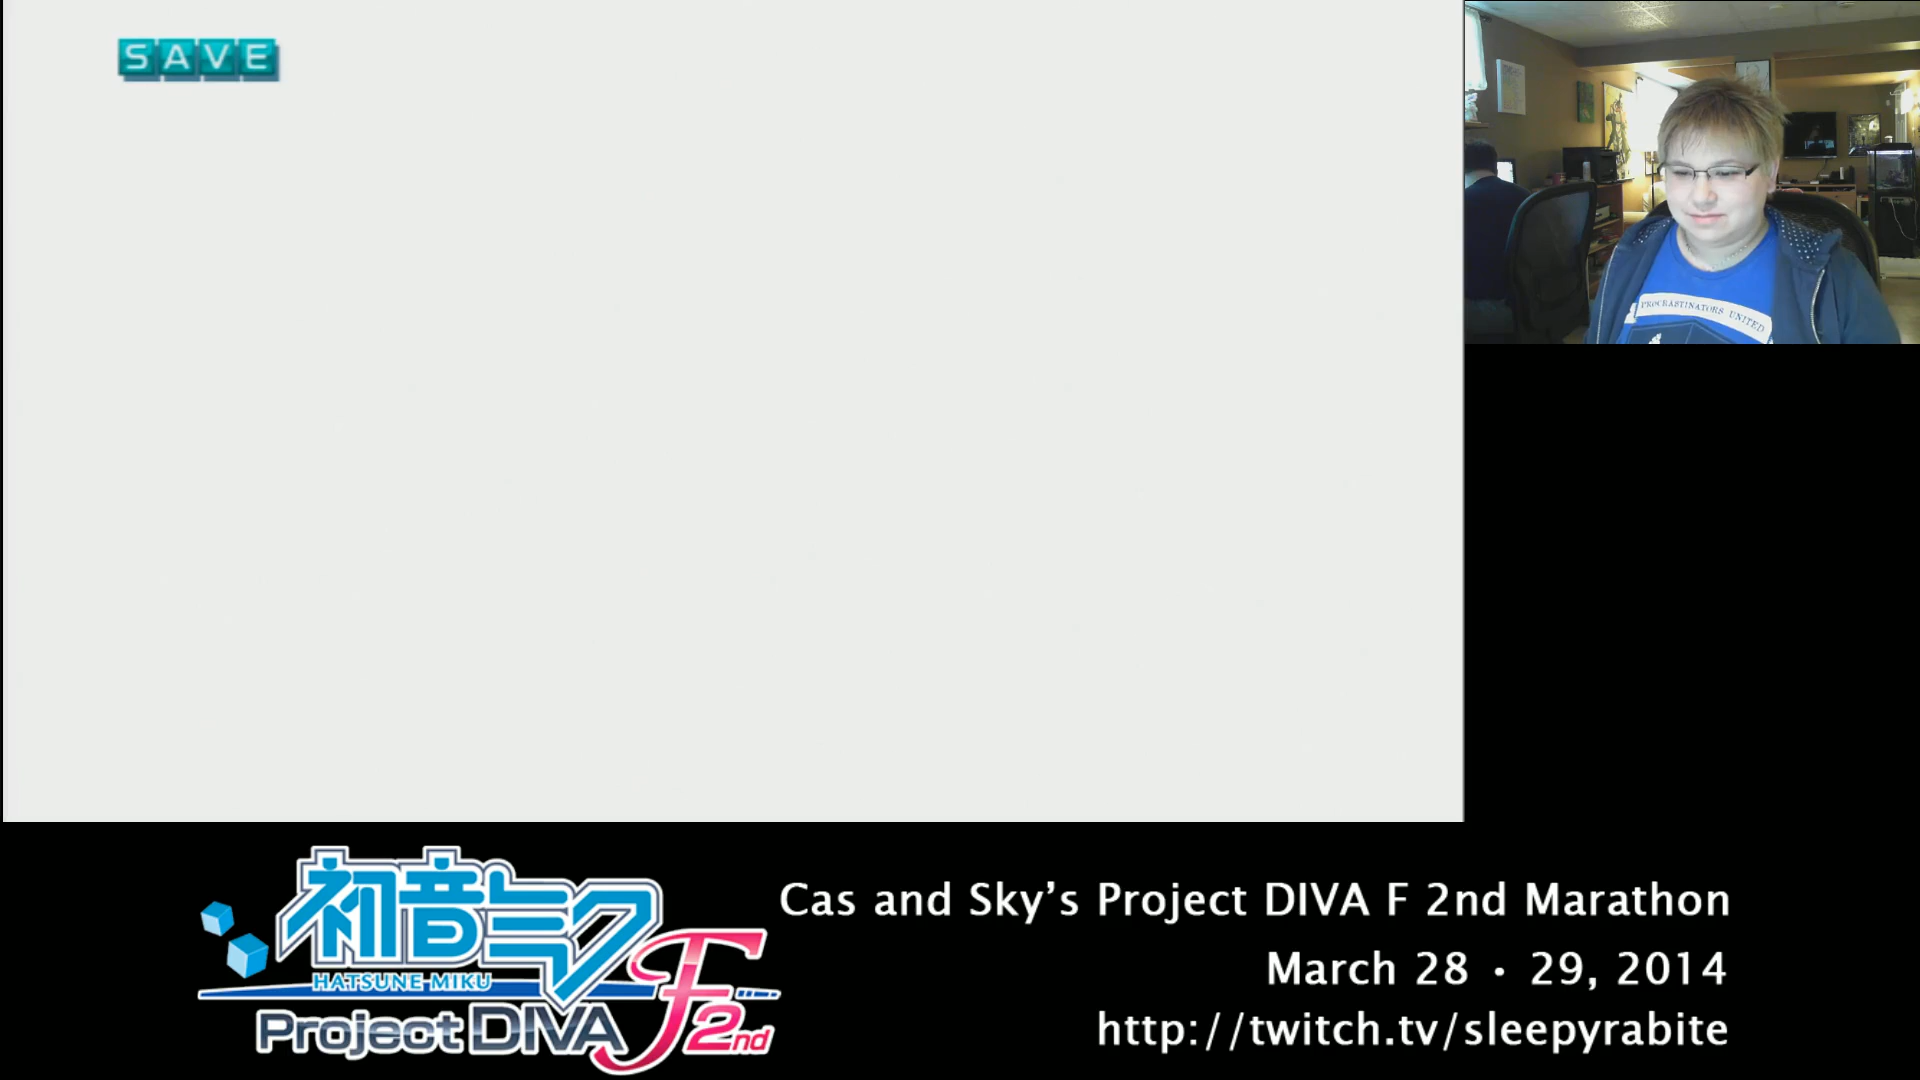 SAVE
PROCRASTINATORS UNITED
初音ミク
HATSUNE MIKU
Project DIVA F 2nd
Cas and Sky's Project DIVA F 2nd Marathon
March 28 • 29, 2014
http://twitch.tv/sleepyrabite